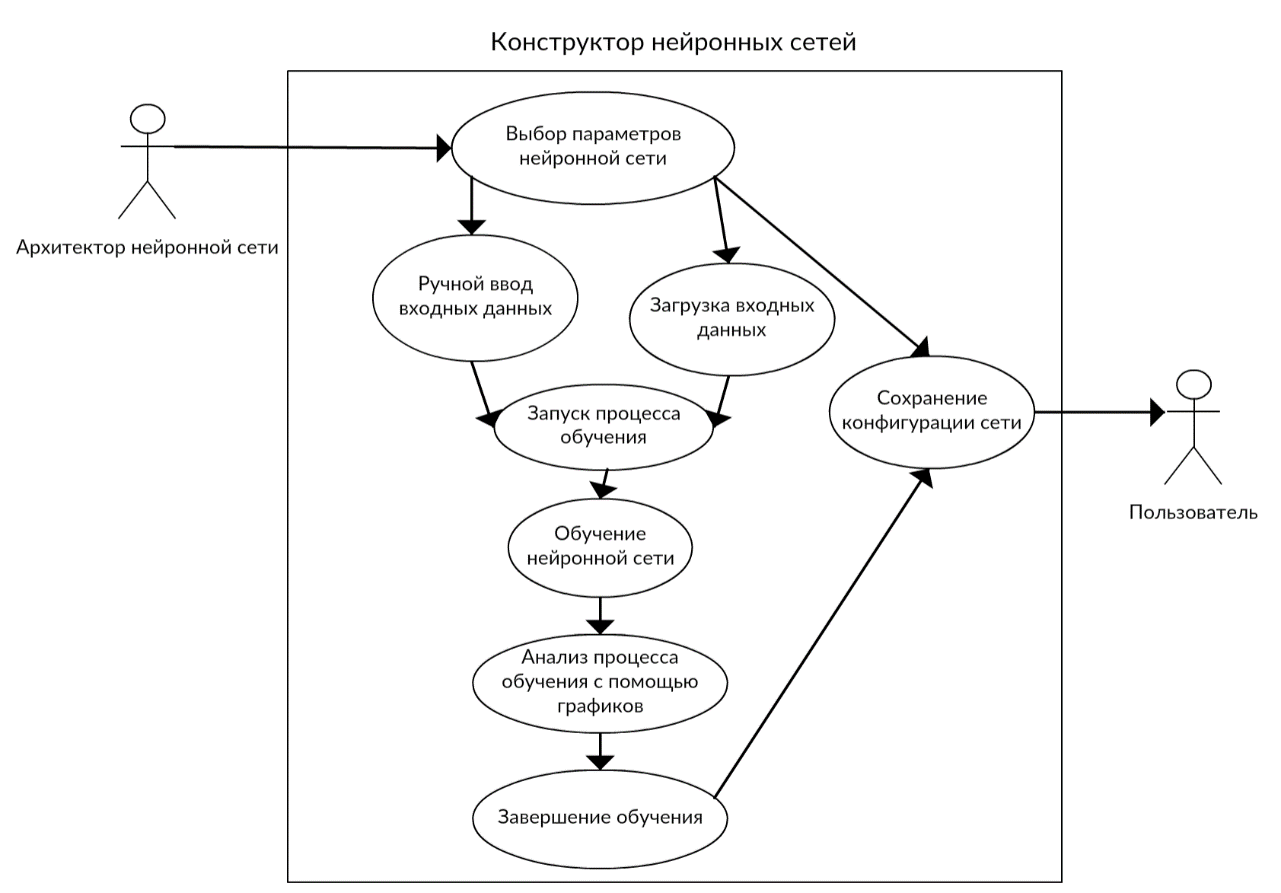 Конструктор нейронных сетей
Выбор параметров
нейронной сети
Архитектор нейронной сети
Ручной ввод
входных данных
Загрузка входных
данных
Сохранение
конфигурации сети
Запуск процесса
обучения
Пользователь
Обучение
нейронной сети
Анализ процесса
обучения с помощью
графиков
Завершение обучения